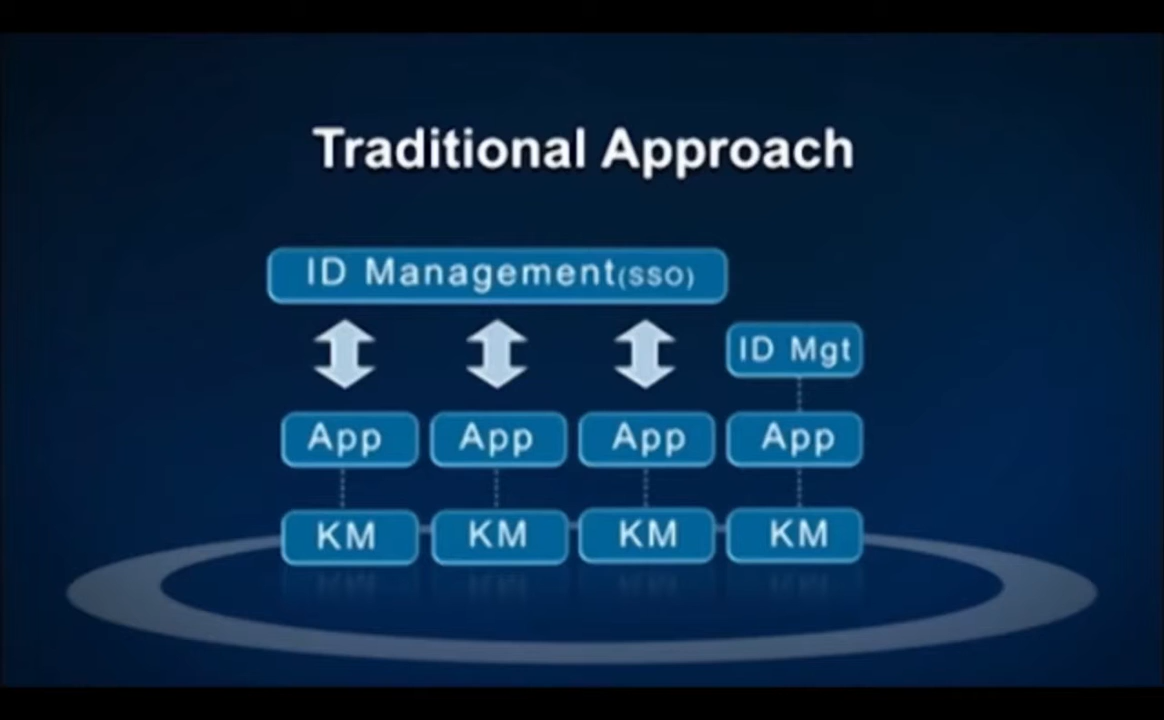 Traditional Approach
ID Management(SSO)
ID Mgt
App App App App
KM KM KM KM